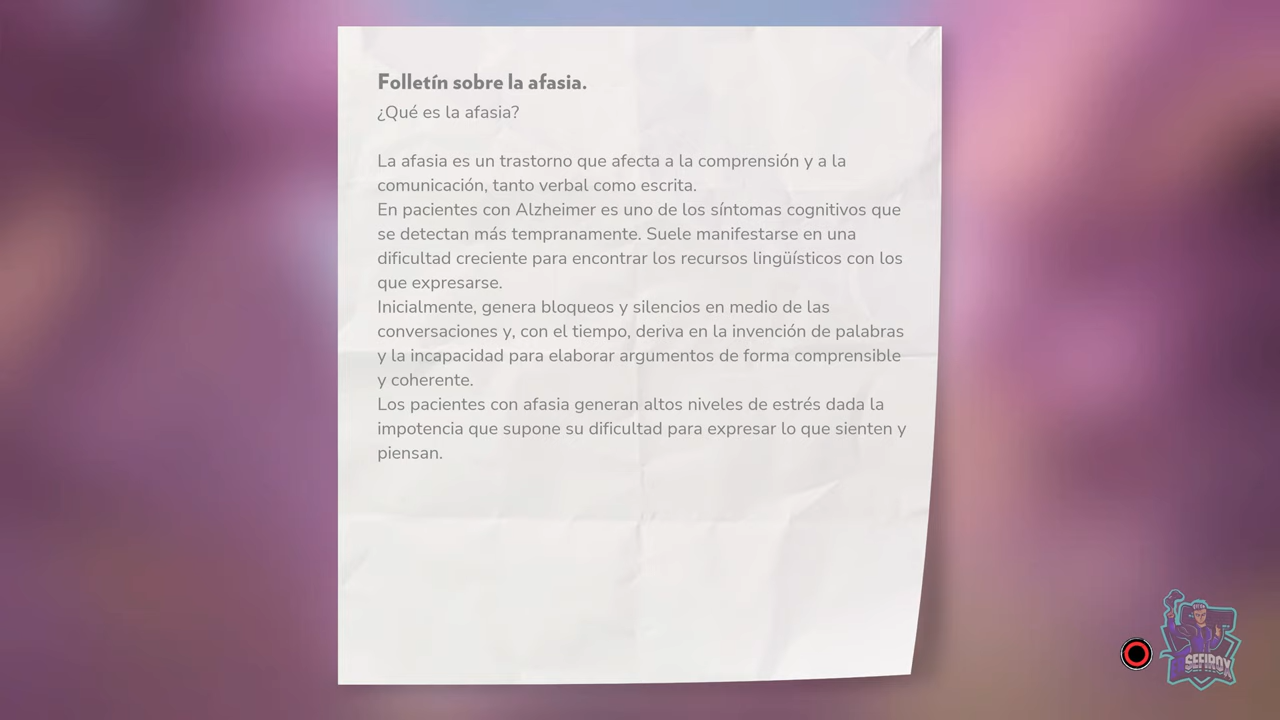 Folletín sobre la afasia.
¿Qué es la afasia?
La afasia es un trastorno que afecta a la comprensión y a la
comunicación, tanto verbal como escrita.
En pacientes con Alzheimer es uno de los síntomas cognitivos que
se detectan más tempranamente. Suele manifestarse en una
dificultad creciente para encontrar los recursos lingüísticos con los
que expresarse.
Inicialmente, genera bloqueos y silencios en medio de las
conversaciones y, con el tiempo, deriva en la invención de palabras
y la incapacidad para elaborar argumentos de forma comprensible
y coherente.
Los pacientes con afasia generan altos niveles de estrés dada la
impotencia que supone su dificultad para expresar lo que sienten y
piensan.
SEFIROX